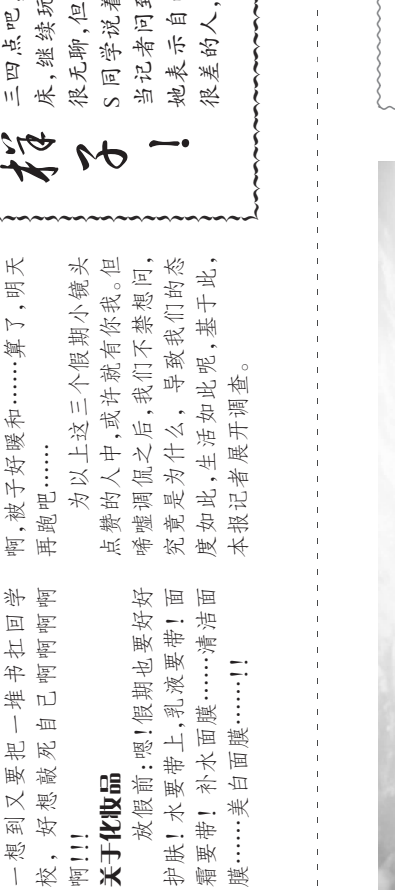 一想到又要把一堆书扛回学
校，好想敲死自己啊啊啊啊
啊!!!
关于化妆品
放假前:嗯!假期也要好好
护肤!水要带上,乳液要带!面
霜要带!补水面膜……清洁面
膜……美白面膜……!!
啊,被子好暖和……算了,明天
再跑吧……
为以上这三个假期小镜头
点赞的人中,或许就有你我。但
唏嘘调侃之后,我们不禁想问,
究竟是为什么，导致我们的态
度如此,生活如此呢,基于此,
本报记者展开调查。
样子!
三四点吧,
床,继续玩
很无聊,但
S同学说着
当记者问
她表示自
很差的人,